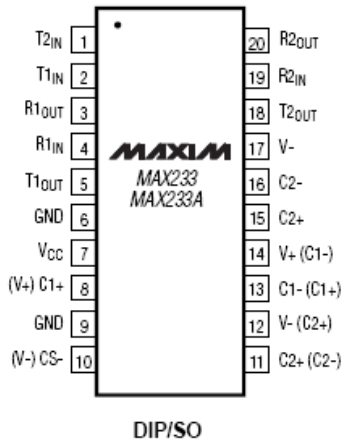 T2IN 1
T1IN 2
R1OUT 3
R1IN 4
T1OUT 5
GND 6
VCC 7
(V+) C1+ 8
GND 9
(V-) CS- 10
MAXIM
MAX233
MAX233A
20 R2OUT
19 R2IN
18 T2OUT
17 V-
16 C2-
15 C2+
14 V+ (C1-)
13 C1- (C1+)
12 V- (C2+)
11 C2+ (C2-)
DIP/SO